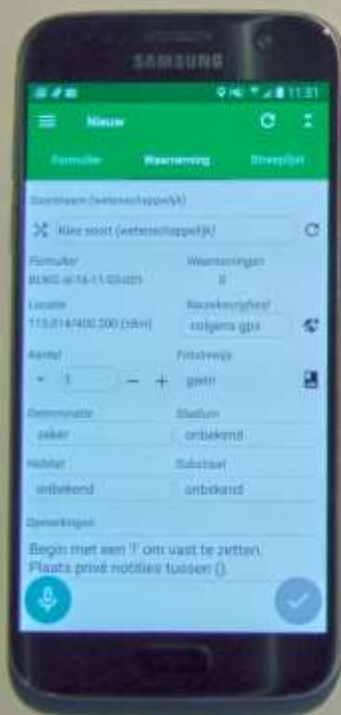 SAMSUNG
11:51
Nieuw
Formulier Waarneming Streeplijst
Soortnaam (wetenschappelijk)
Kies soort (wetenschappelijk)
Formulier Waarnemingen
0
Locatie Nauwkeurigheid
volgens gps
Aantal Fotobewijs
1 − + geen
Determinatie Stadium
zeker onbekend
Habitat Substraat
onbekend onbekend
Opmerkingen
Begin met een '!' om vast te zetten.
Plaats privé notities tussen ().